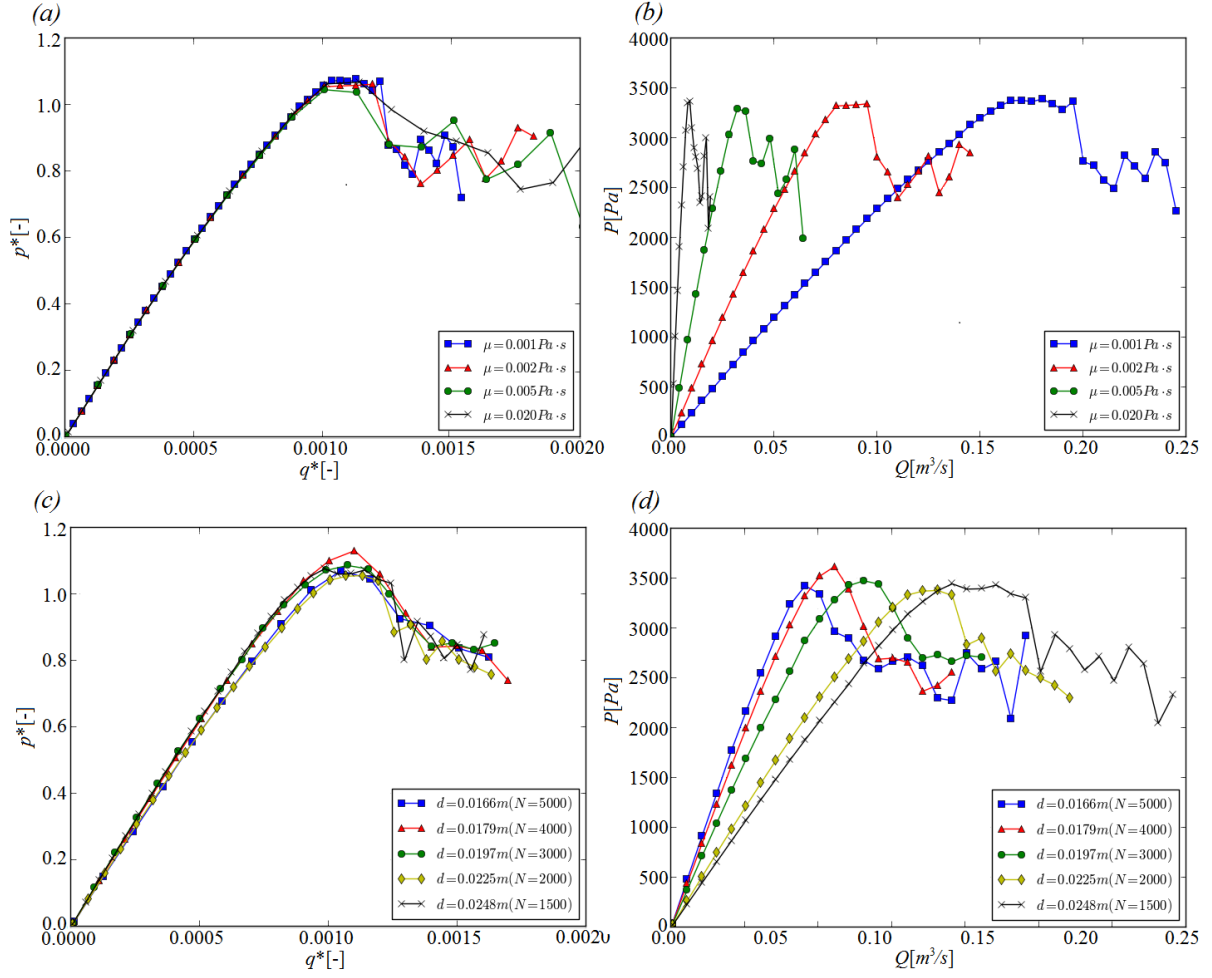 (a)
1.2
1.0
0.8
0.6
0.4
0.2
0.0
p*[-]
0.0000 0.0005 0.0010 0.0015 0.0020
q*[-]
μ=0.001Pa·s
μ=0.002Pa·s
μ=0.005Pa·s
μ=0.020Pa·s
(b)
4000
3500
3000
2500
2000
1500
1000
500
0
P[Pa]
0.00 0.05 0.10 0.15 0.20 0.25
Q[m³/s]
μ=0.001Pa·s
μ=0.002Pa·s
μ=0.005Pa·s
μ=0.020Pa·s
(c)
1.2
1.0
0.8
0.6
0.4
0.2
0.0
p*[-]
0.0000 0.0005 0.0010 0.0015 0.0020
q*[-]
d=0.0166m(N=5000)
d=0.0179m(N=4000)
d=0.0197m(N=3000)
d=0.0225m(N=2000)
d=0.0248m(N=1500)
(d)
4000
3500
3000
2500
2000
1500
1000
500
0
P[Pa]
0.05 0.10 0.15 0.20 0.25
Q[m³/s]
d=0.0166m(N=5000)
d=0.0179m(N=4000)
d=0.0197m(N=3000)
d=0.0225m(N=2000)
d=0.0248m(N=1500)